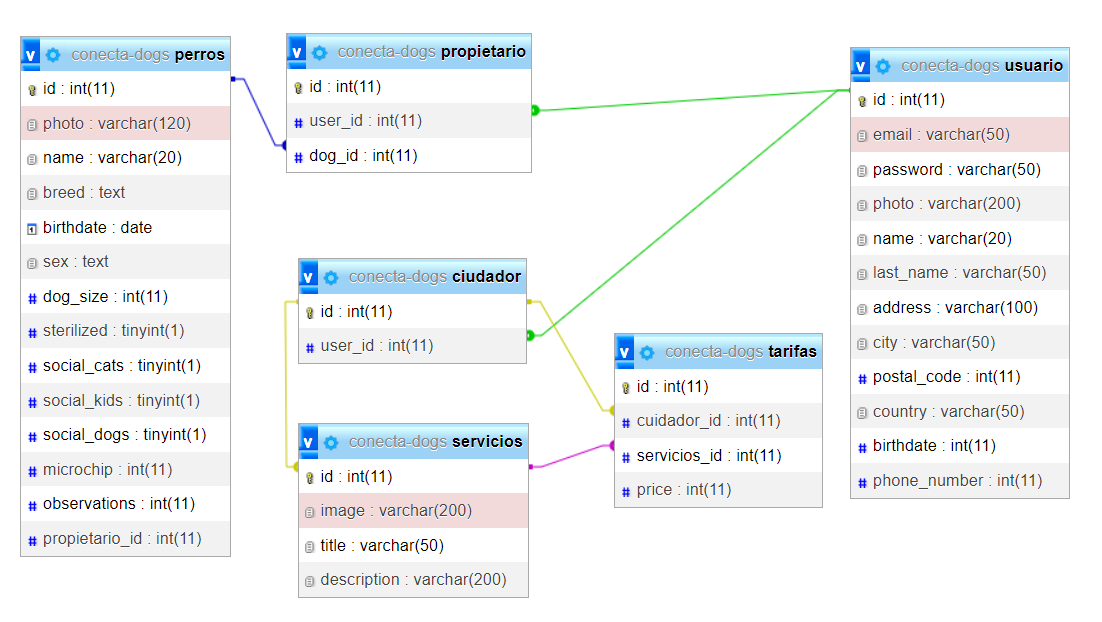 v conecta-dogs perros
id : int(11)
photo : varchar(120)
name : varchar(20)
breed : text
birthdate : date
sex : text
# dog_size : int(11)
# sterilized : tinyint(1)
# social_cats : tinyint(1)
# social_kids : tinyint(1)
# social_dogs : tinyint(1)
# microchip : int(11)
# observations : int(11)
# propietario_id : int(11)
v conecta-dogs propietario
id : int(11)
# user_id : int(11)
# dog_id : int(11)
v conecta-dogs ciudador
id : int(11)
# user_id : int(11)
v conecta-dogs servicios
id : int(11)
image : varchar(200)
title : varchar(50)
description : varchar(200)
v conecta-dogs tarifas
id : int(11)
# cuidador_id : int(11)
# servicios_id : int(11)
# price : int(11)
v conecta-dogs usuario
id : int(11)
email : varchar(50)
password : varchar(50)
photo : varchar(200)
name : varchar(20)
last_name : varchar(50)
address : varchar(100)
city : varchar(50)
# postal_code : int(11)
country : varchar(50)
# birthdate : int(11)
# phone_number : int(11)